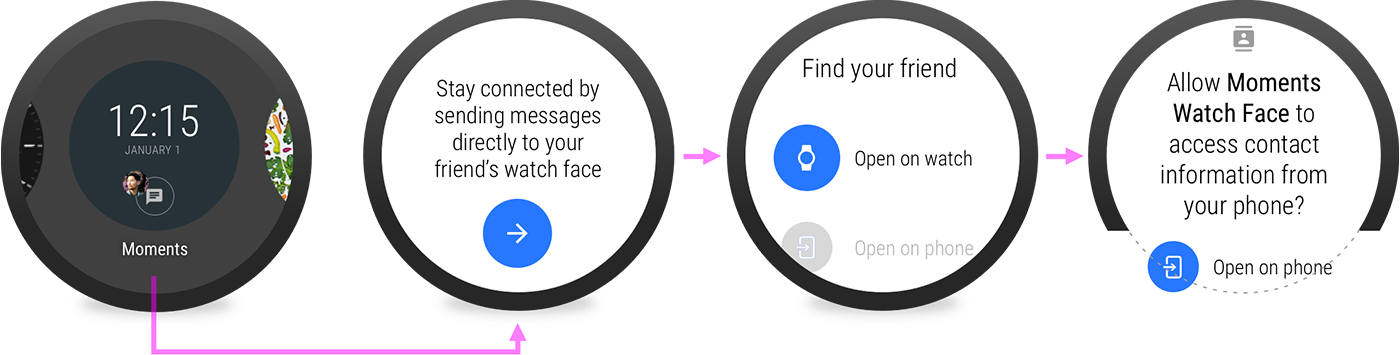 12:15
JANUARY 1
Moments
Stay connected by
sending messages
directly to your
friend’s watch face
Find your friend
Open on watch
Open on phone
Allow Moments
Watch Face to
access contact
information from
your phone?
Open on phone